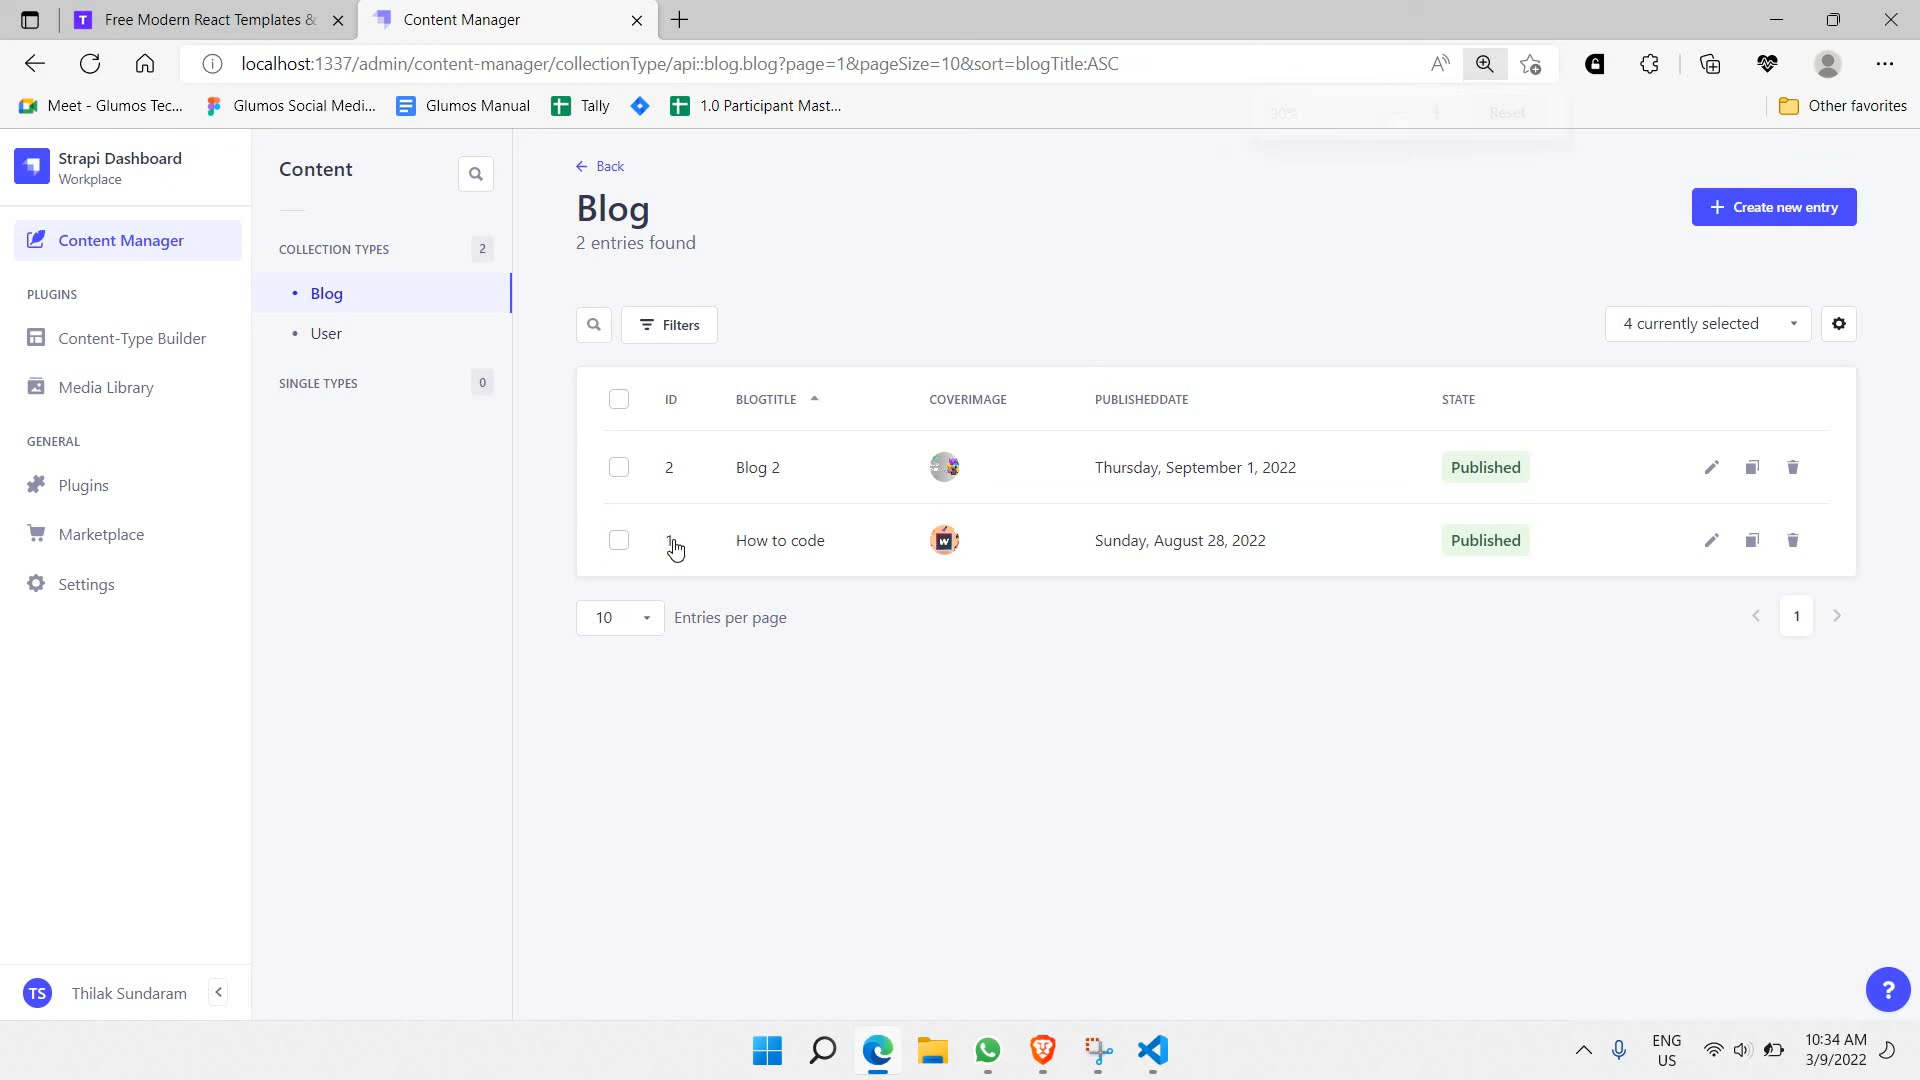 Free Modern React Templates &
Content Manager
localhost:1337/admin/content-manager/collectionType/api::blog.blog?page=1&pageSize=10&sort=blogTitle:ASC
Meet - Glumos Tec...
Glumos Social Medi...
Glumos Manual
Tally
1.0 Participant Mast...
Other favorites
90%
Reset
Strapi Dashboard
Workplace
Content Manager
PLUGINS
Content-Type Builder
Media Library
GENERAL
Plugins
Marketplace
Settings
TS
Thilak Sundaram
Content
COLLECTION TYPES 2
• Blog
• User
SINGLE TYPES 0
Back
Blog
2 entries found
Create new entry
Filters
4 currently selected
ID BLOGTITLE COVERIMAGE PUBLISHEDDATE STATE
2 Blog 2 Thursday, September 1, 2022 Published
1 How to code Sunday, August 28, 2022 Published
10 Entries per page
1
?
ENG
US
10:34 AM
3/9/2022